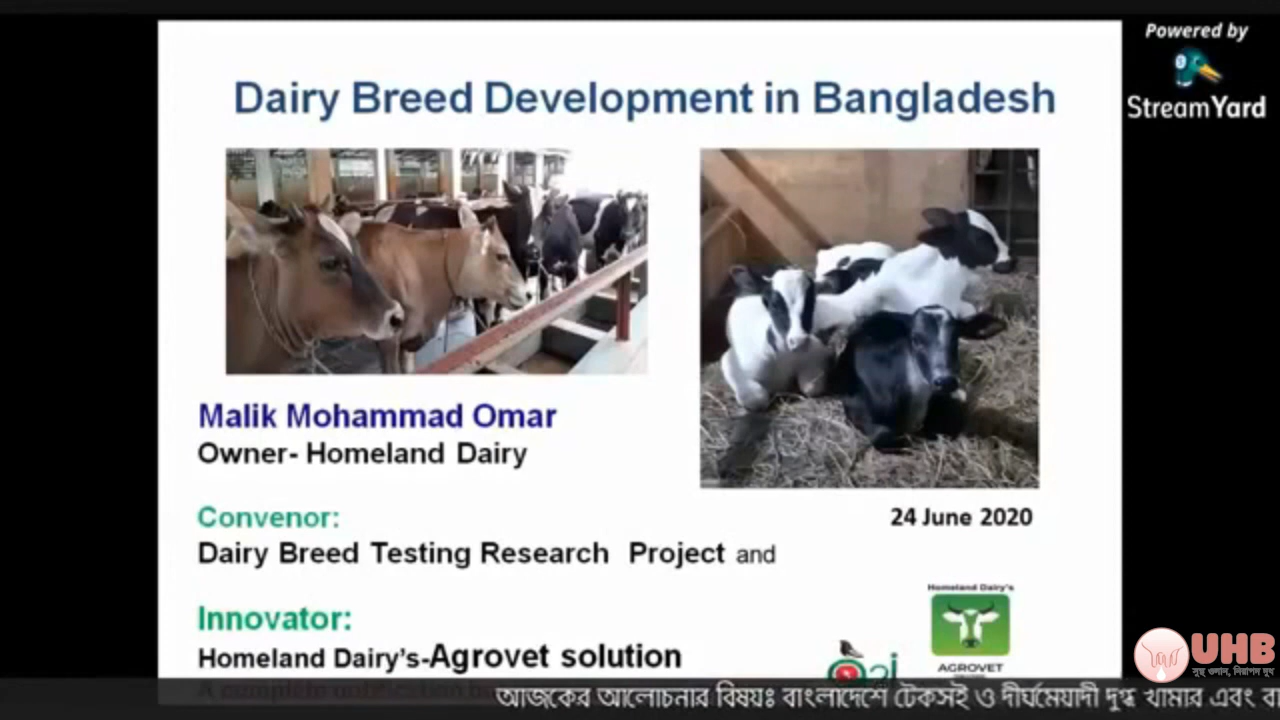 Powered by
StreamYard
Dairy Breed Development in Bangladesh
Malik Mohammad Omar
Owner- Homeland Dairy
24 June 2020
Convenor:
Dairy Breed Testing Research Project and
Innovator:
Homeland Dairy's-Agrovet solution
Homeland Dairy's
AGROVET
UHB
সুস্থ ওলান, নিরাপদ দুধ
আজকের আলোচনার বিষয়ঃ বাংলাদেশে টেকসই ও দীর্ঘমেয়াদী দুগ্ধ খামার এবং